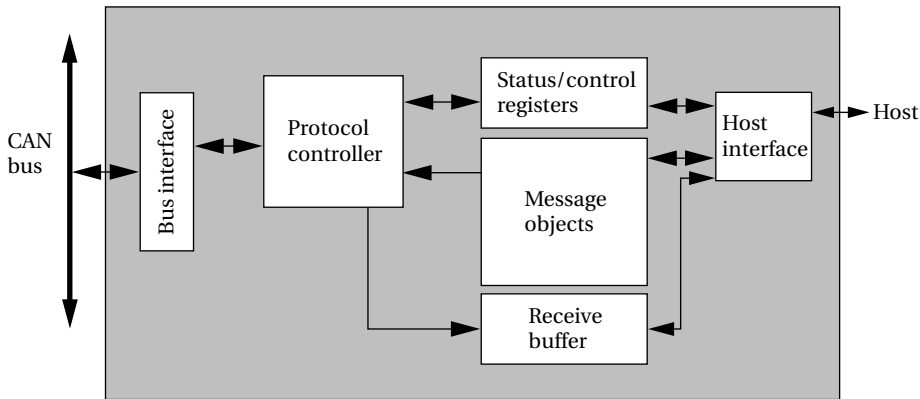 CAN
bus
Bus interface
Protocol
controller
Status/control
registers
Message
objects
Receive
buffer
Host
interface
Host